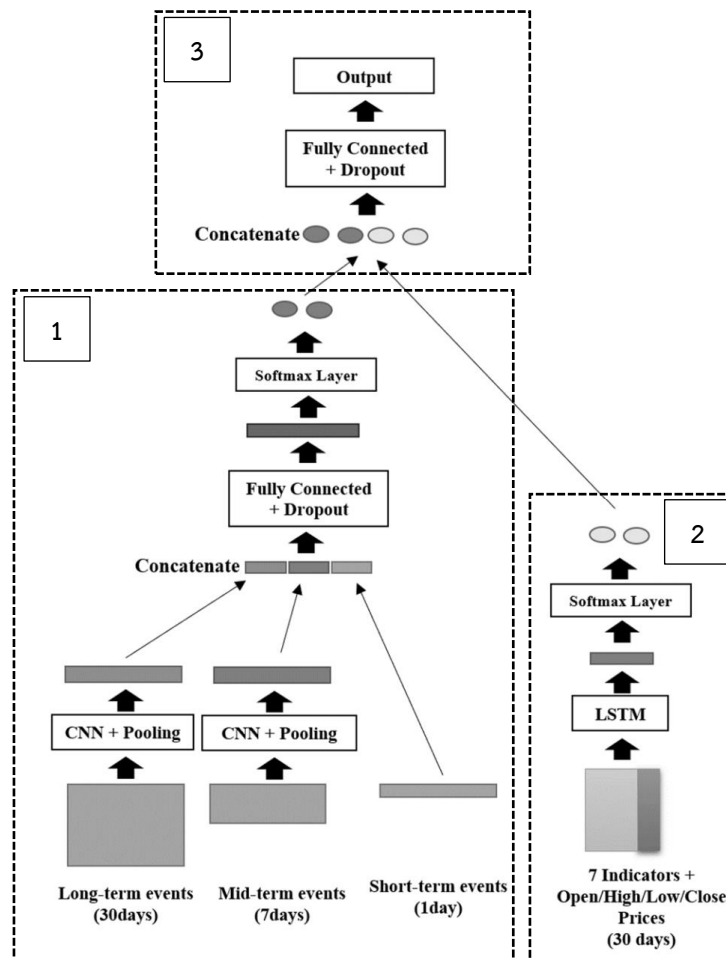 3
Output
Fully Connected
+ Dropout
Concatenate
1
Softmax Layer
Fully Connected
+ Dropout
Concatenate
CNN + Pooling
CNN + Pooling
Long-term events
(30days)
Mid-term events
(7days)
Short-term events
(1day)
2
Softmax Layer
LSTM
7 Indicators +
Open/High/Low/Close
Prices
(30 days)